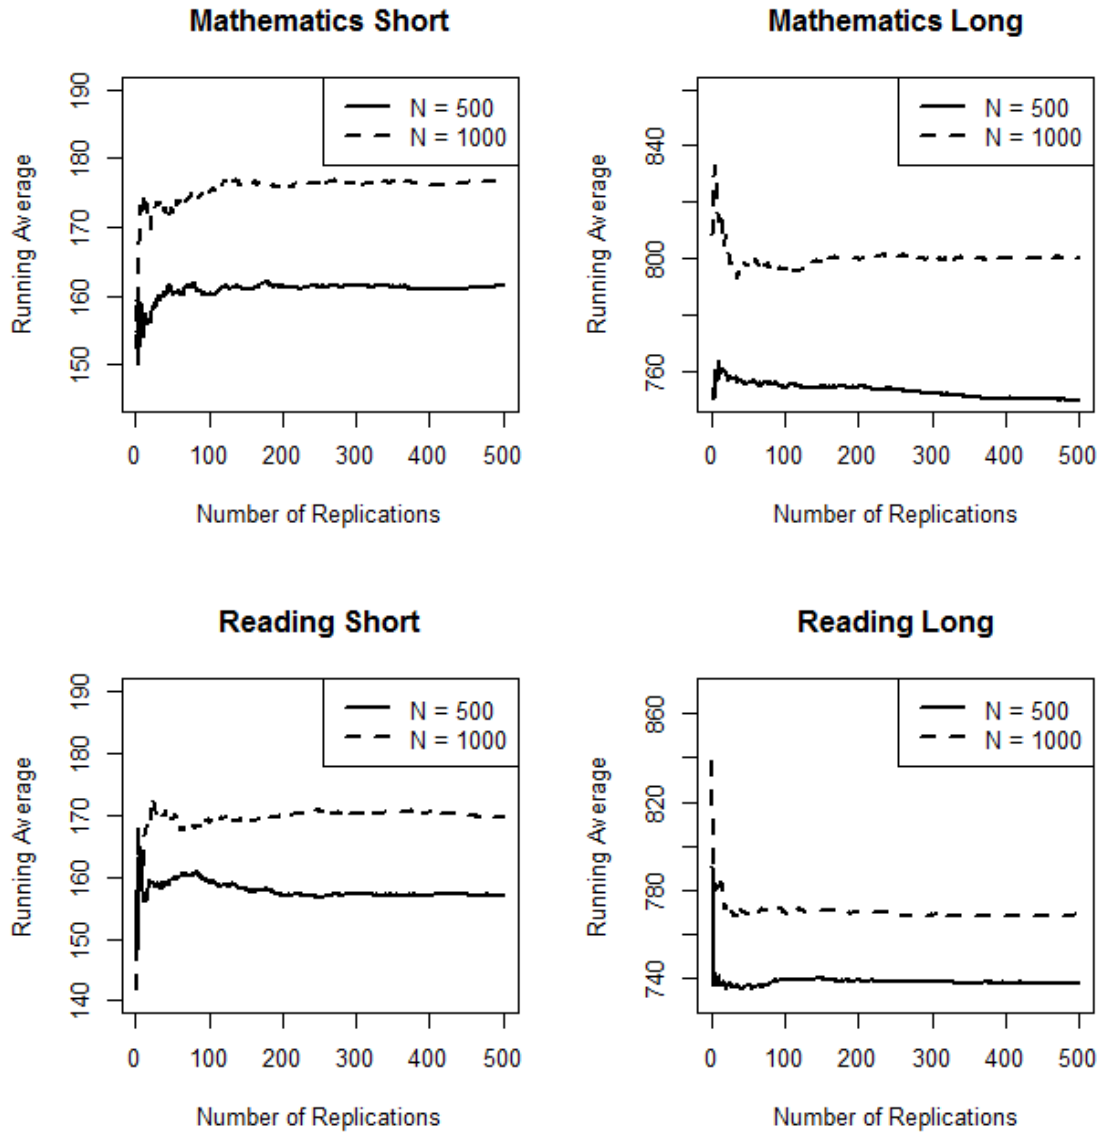 Mathematics Short
190
180
170
160
150
Running Average
N = 500
N = 1000
0 100 200 300 400 500
Number of Replications
Mathematics Long
840
800
760
Running Average
N = 500
N = 1000
0 100 200 300 400 500
Number of Replications
Reading Short
190
180
170
160
150
140
Running Average
N = 500
N = 1000
0 100 200 300 400 500
Number of Replications
Reading Long
860
820
780
740
Running Average
N = 500
N = 1000
0 100 200 300 400 500
Number of Replications